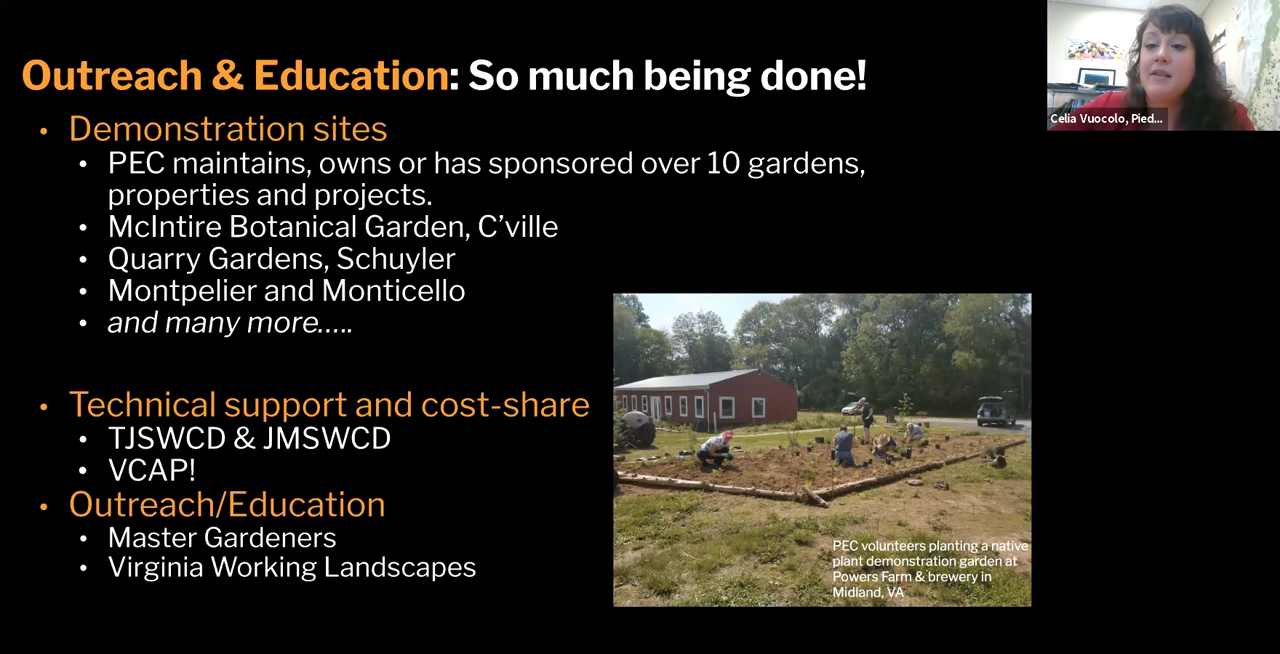 Outreach & Education: So much being done!
• Demonstration sites
• PEC maintains, owns or has sponsored over 10 gardens,
properties and projects.
• McIntire Botanical Garden, C’ville
• Quarry Gardens, Schuyler
• Montpelier and Monticello
• and many more.....
• Technical support and cost-share
• TJSWCD & JMSWCD
• VCAP!
• Outreach/Education
• Master Gardeners
• Virginia Working Landscapes
PEC volunteers planting a native
plant demonstration garden at
Powers Farm & brewery in
Midland, VA
Celia Vuocolo, Pied...